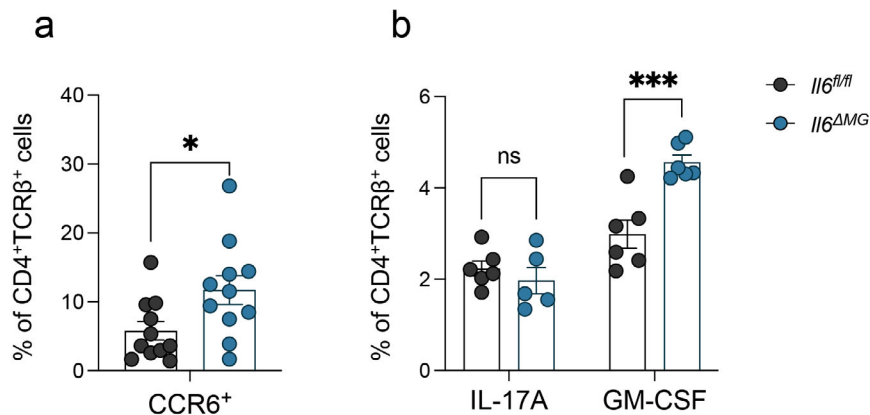 a
% of CD4⁺TCRβ⁺ cells
40
30
20
10
0
*
CCR6⁺
b
% of CD4⁺TCRβ⁺ cells
6
4
2
0
ns
***
IL-17A GM-CSF
Il6ᶠˡ/ᶠˡ
Il6ΔMG